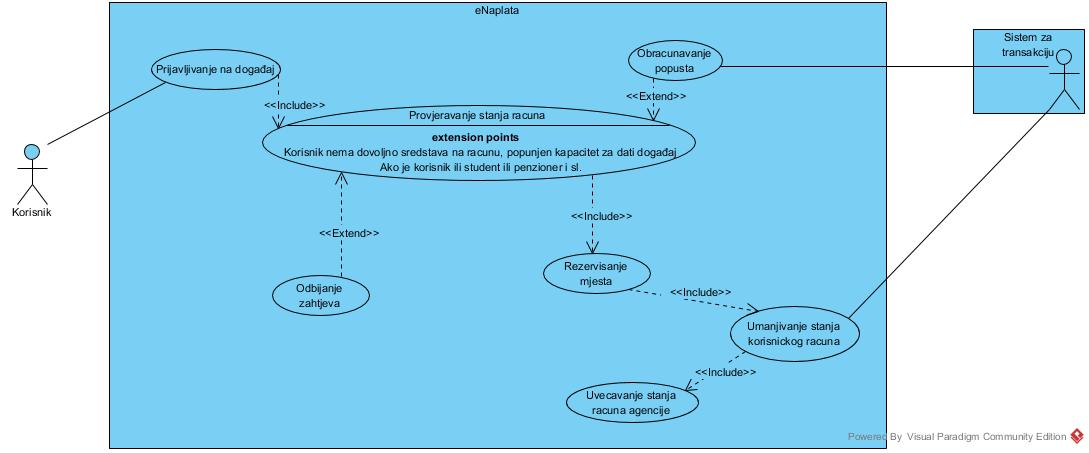 eNaplata
Sistem za
transakciju
Prijavljivanje na događaj
Obracunavanje
popusta
<<Include>>
<<Extend>>
Provjeravanje stanja racuna
extension points
Korisnik nema dovoljno sredstava na racunu, popunjen kapacitet za dati događaj
Ako je korisnik ili student ili penzioner i sl.
Korisnik
<<Include>>
<<Extend>>
Rezervisanje
mjesta
Odbijanje
zahtjeva
<<Include>>
Umanjivanje stanja
korisnickog racuna
<<Include>>
Uvecavanje stanja
racuna agencije
Powered By Visual Paradigm Community Edition